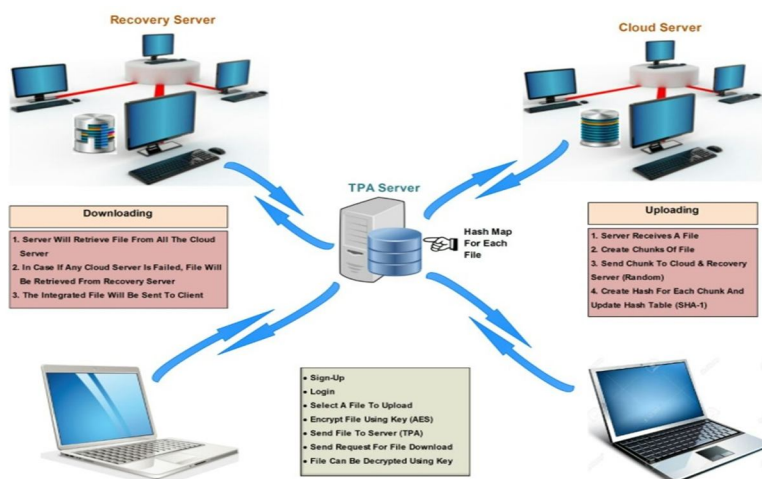 Recovery Server
Cloud Server
TPA Server
Hash Map
For Each
File
Downloading
1. Server Will Retrieve File From All The Cloud
Server
2. In Case If Any Cloud Server Is Failed, File Will
Be Retrieved From Recovery Server
3. The Integrated File Will Be Sent To Client
Uploading
1. Server Receives A File
2. Create Chunks Of File
3. Send Chunk To Cloud & Recovery
Server (Random)
4. Create Hash For Each Chunk And
Update Hash Table (SHA-1)
• Sign-Up
• Login
• Select A File To Upload
• Encrypt File Using Key (AES)
• Send File To Server (TPA)
• Send Request For File Download
• File Can Be Decrypted Using Key